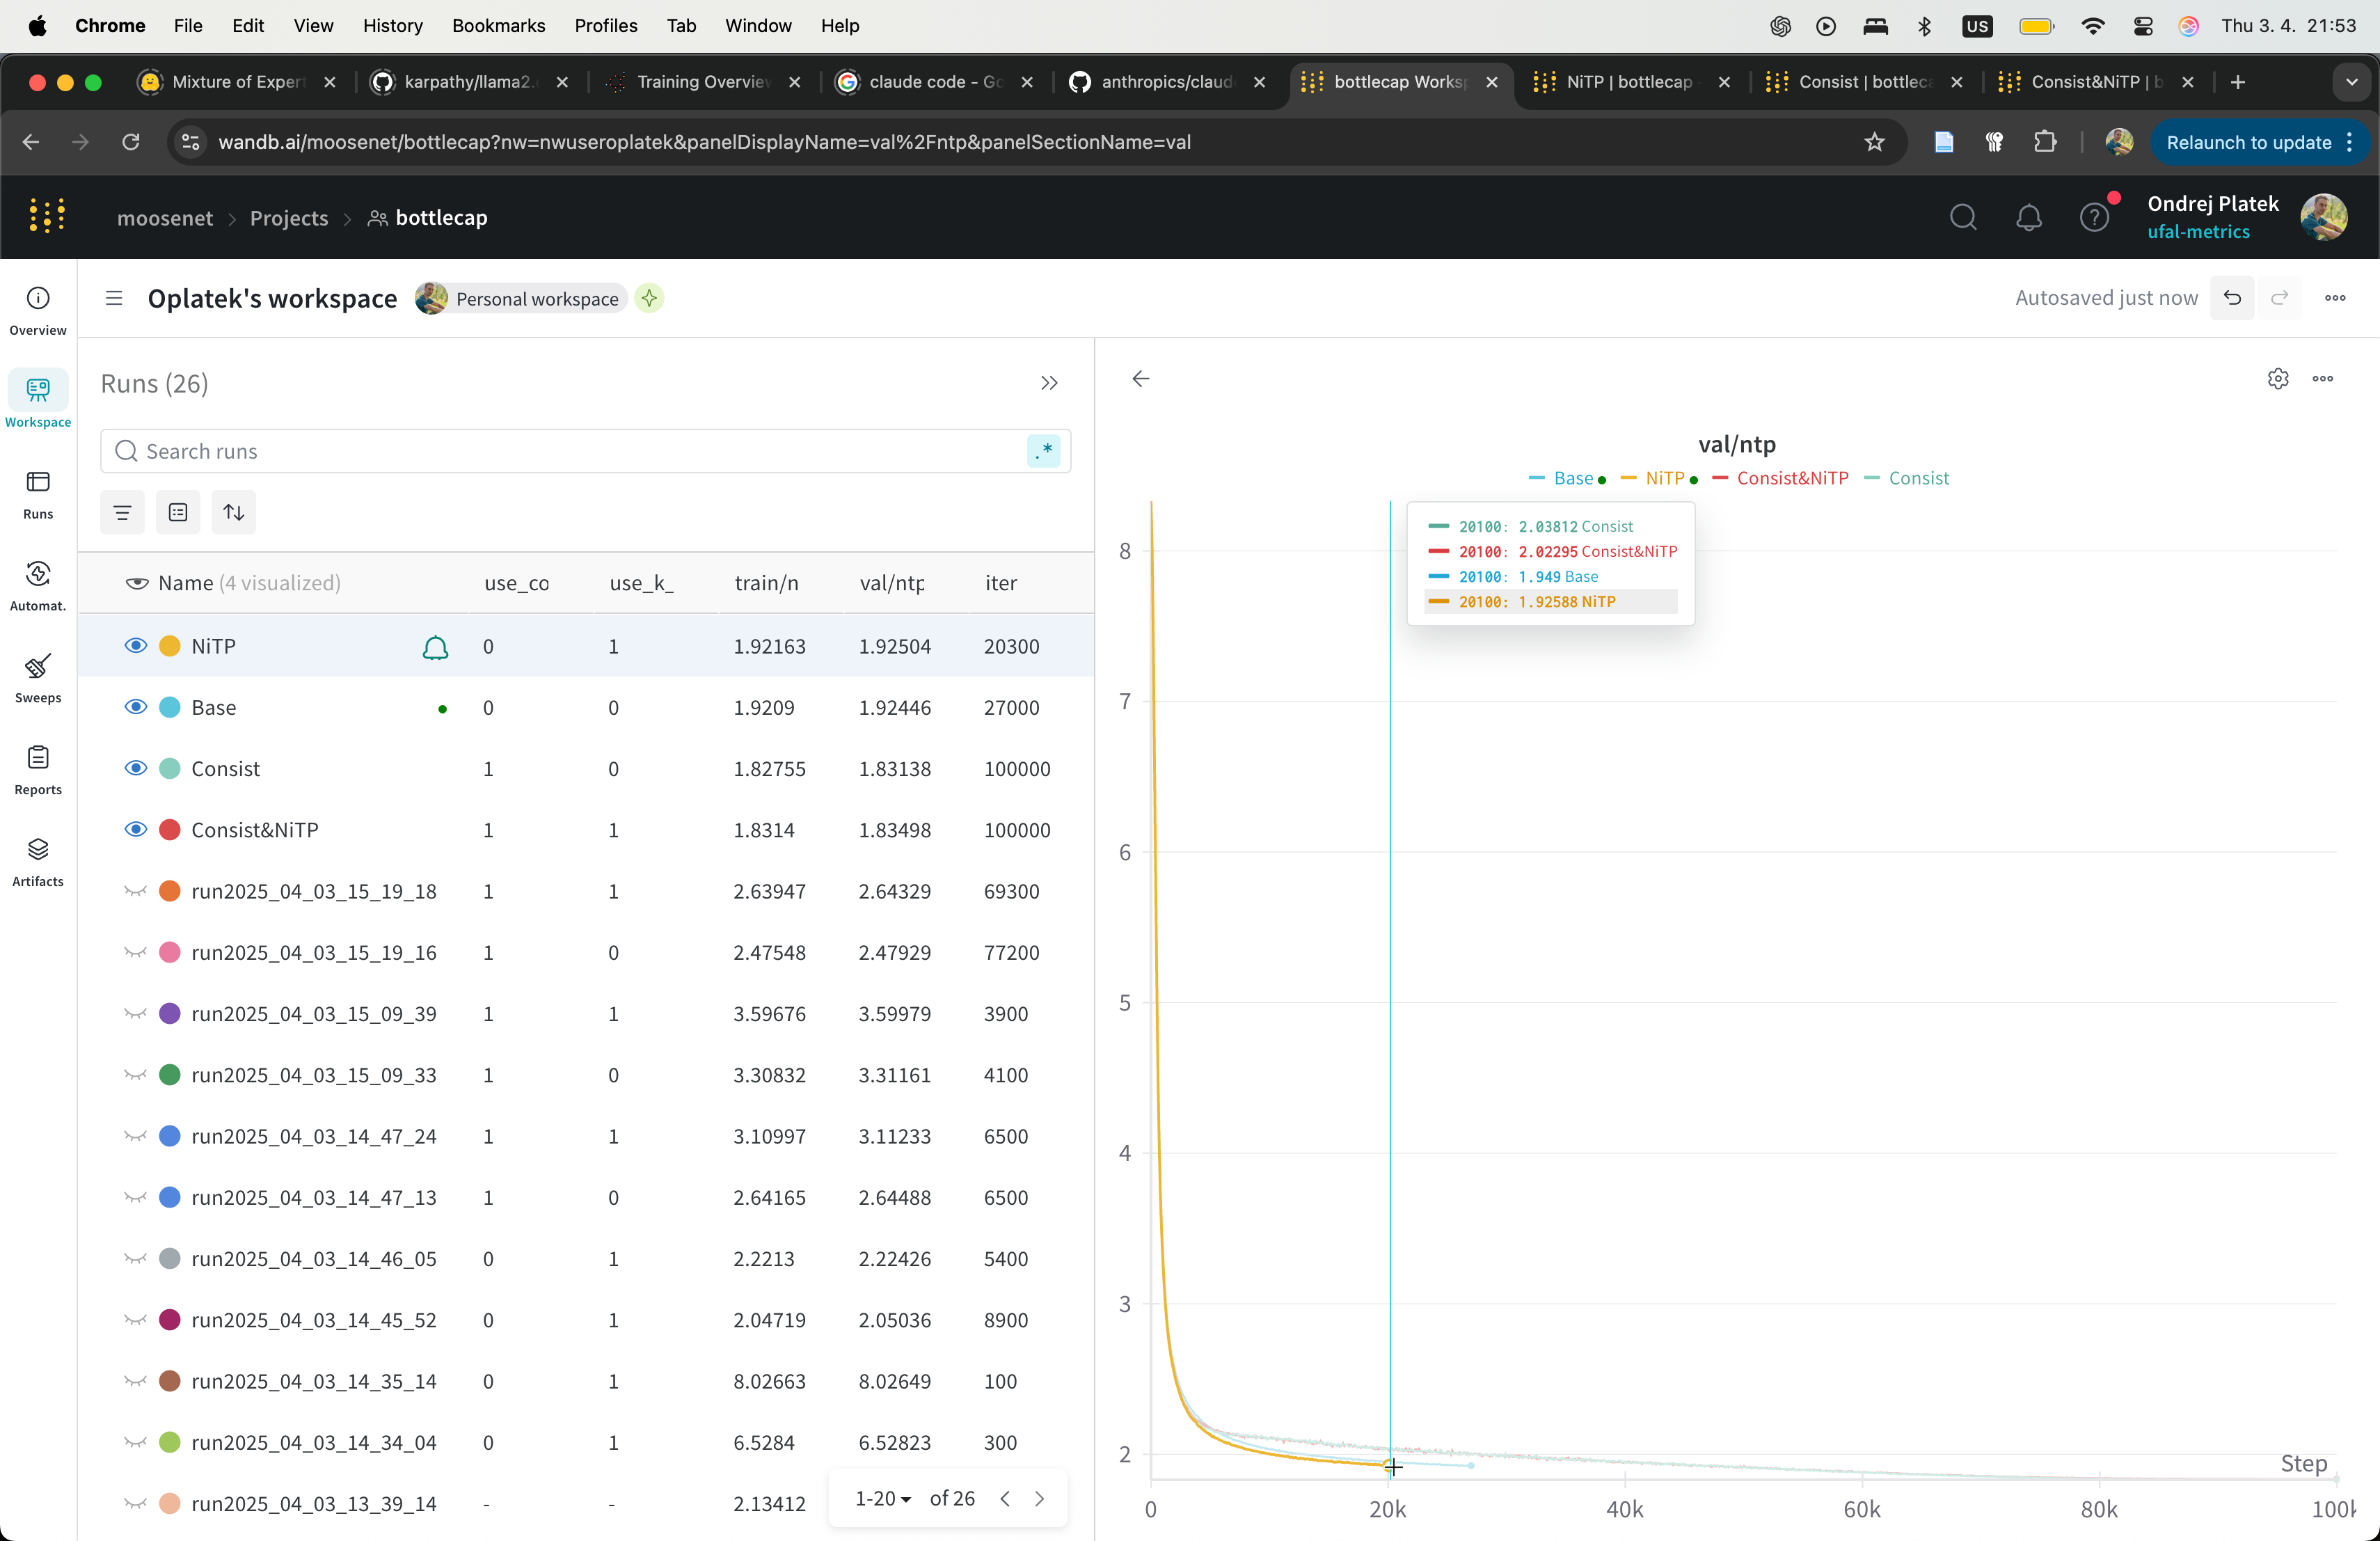 Chrome File Edit View History Bookmarks Profiles Tab Window Help US Thu 3. 4. 21:53
Mixture of Exper karpathy/llama2. Training Overview claude code - Go anthropics/claud bottlecap Works NiTP | bottlecap Consist | bottleca Consist&NiTP | b
wandb.ai/moosenet/bottlecap?nw=nwuseroplatek&panelDisplayName=val%2Fntp&panelSectionName=val Relaunch to update
moosenet > Projects > bottlecap
Ondrej Platek
ufal-metrics
Oplatek's workspace Personal workspace Autosaved just now
Overview
Workspace
Runs
Automat.
Sweeps
Reports
Artifacts
Runs (26)
Search runs .*
Name (4 visualized) use_co use_k_ train/n val/ntp iter
NiTP 0 1 1.92163 1.92504 20300
Base 0 0 1.9209 1.92446 27000
Consist 1 0 1.82755 1.83138 100000
Consist&NiTP 1 1 1.8314 1.83498 100000
run2025_04_03_15_19_18 1 1 2.63947 2.64329 69300
run2025_04_03_15_19_16 1 0 2.47548 2.47929 77200
run2025_04_03_15_09_39 1 1 3.59676 3.59979 3900
run2025_04_03_15_09_33 1 0 3.30832 3.31161 4100
run2025_04_03_14_47_24 1 1 3.10997 3.11233 6500
run2025_04_03_14_47_13 1 0 2.64165 2.64488 6500
run2025_04_03_14_46_05 0 1 2.2213 2.22426 5400
run2025_04_03_14_45_52 0 1 2.04719 2.05036 8900
run2025_04_03_14_35_14 0 1 8.02663 8.02649 100
run2025_04_03_14_34_04 0 1 6.5284 6.52823 300
run2025_04_03_13_39_14 - - 2.13412
1-20 of 26
val/ntp
Base NiTP Consist&NiTP Consist
20100: 2.03812 Consist
20100: 2.02295 Consist&NiTP
20100: 1.949 Base
20100: 1.92588 NiTP
8
7
6
5
4
3
2
Step
0 20k 40k 60k 80k 100k